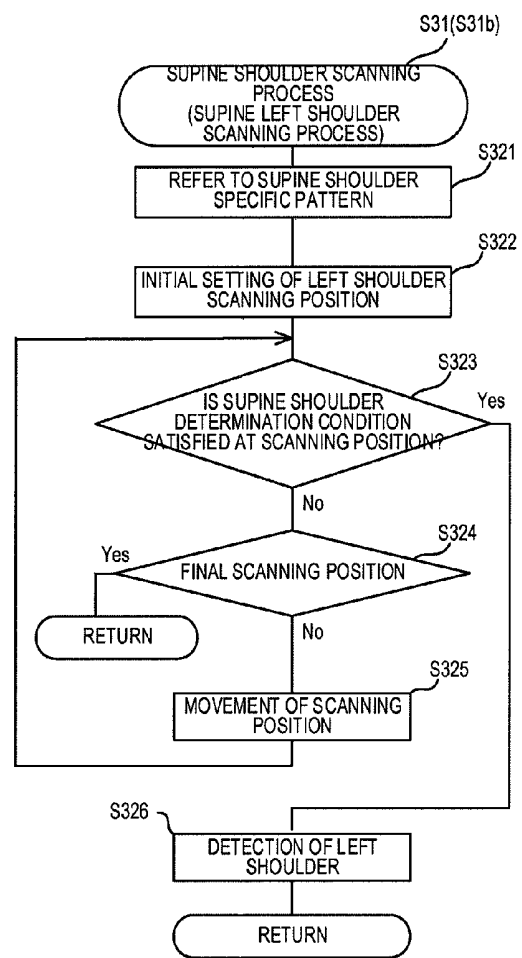 S31(S31b)
SUPINE SHOULDER SCANNING
PROCESS
(SUPINE LEFT SHOULDER
SCANNING PROCESS)
S321
REFER TO SUPINE SHOULDER
SPECIFIC PATTERN
S322
INITIAL SETTING OF LEFT SHOULDER
SCANNING POSITION
S323
IS SUPINE SHOULDER
DETERMINATION CONDITION
SATISFIED AT SCANNING POSITION?
Yes
No
S324
Yes
FINAL SCANNING POSITION
RETURN
No
S325
MOVEMENT OF SCANNING
POSITION
S326
DETECTION OF LEFT
SHOULDER
RETURN